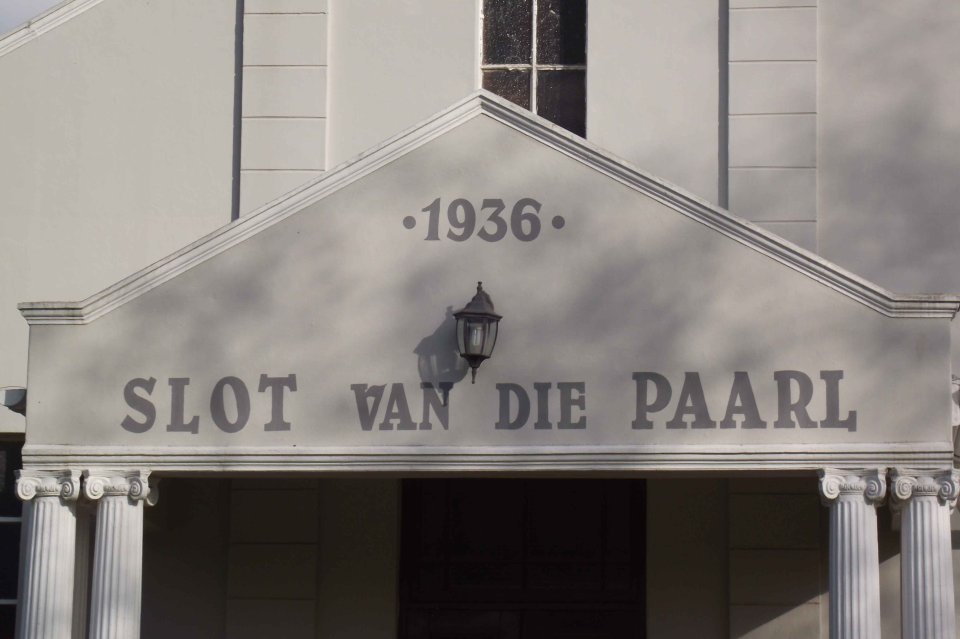 ·1936·
SLOT VAN DIE PAARL